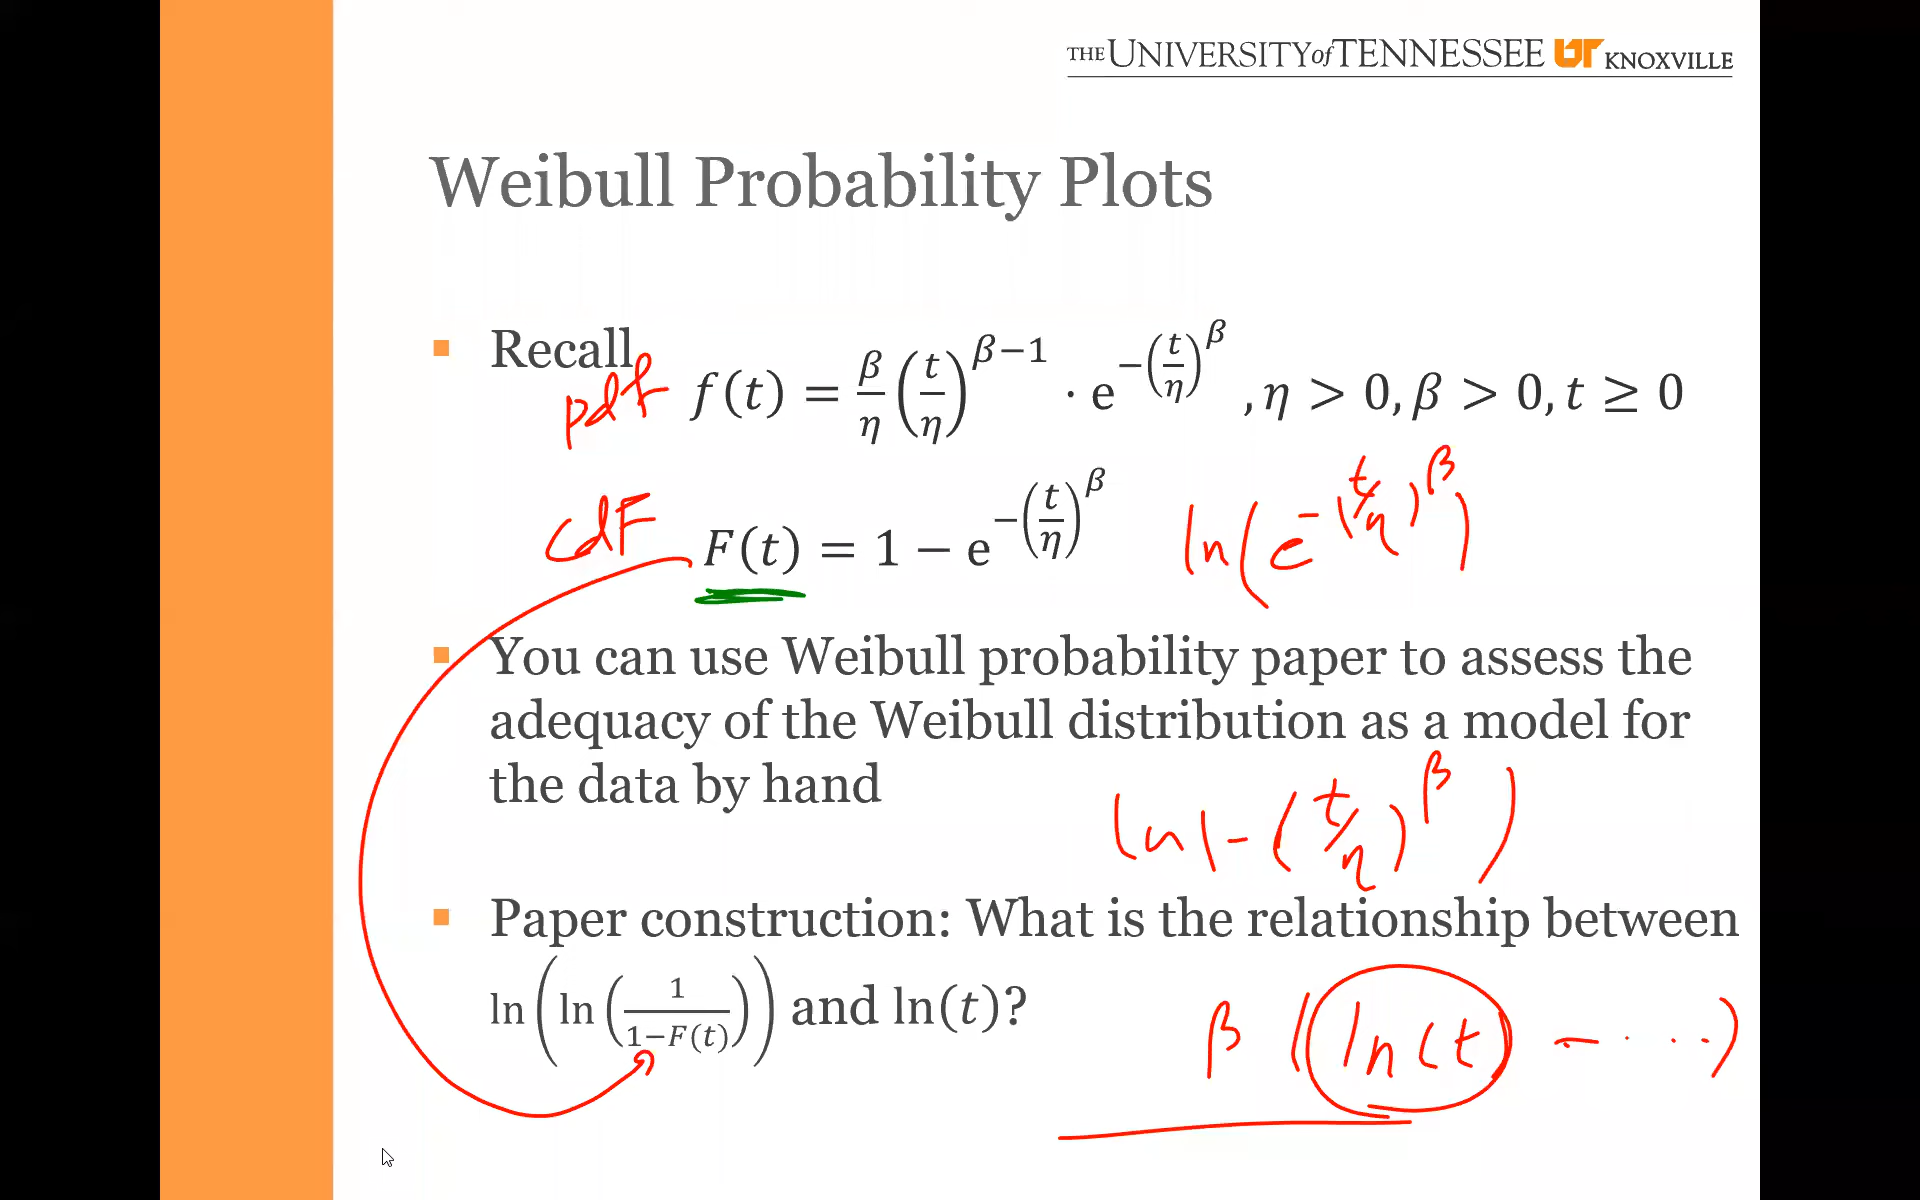 THE UNIVERSITY of TENNESSEE UT KNOXVILLE
Weibull Probability Plots
▪ Recall
pdf f(t) = β/η (t/η)^(β−1) · e^(−(t/η)^β), η > 0, β > 0, t ≥ 0
cdF F(t) = 1 − e^(−(t/η)^β)
ln(e^(−(t/η)^β))
▪ You can use Weibull probability paper to assess the
adequacy of the Weibull distribution as a model for
the data by hand
ln(−(t/η)^β)
▪ Paper construction: What is the relationship between
ln(ln(1/(1−F(t)))) and ln(t)?
β (ln(t) − ....)